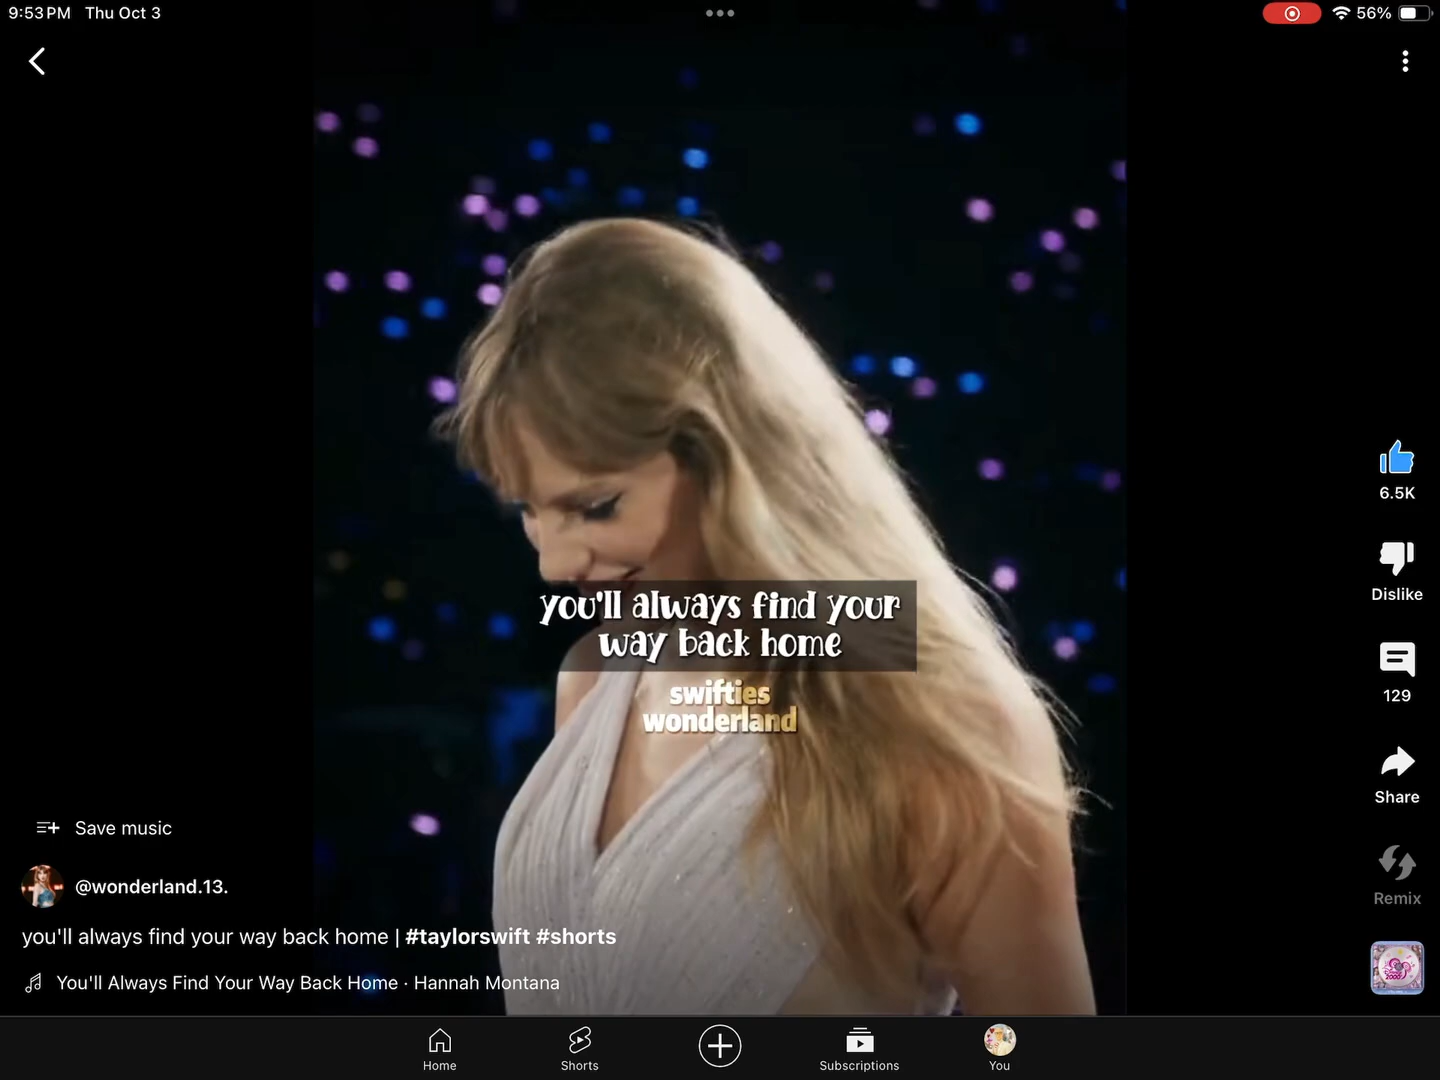 9:53 PM Thu Oct 3
56%
you'll always find your
way back home
swifties
wonderland
6.5K
Dislike
129
Share
Remix
Save music
@wonderland.13.
you'll always find your way back home | #taylorswift #shorts
You'll Always Find Your Way Back Home · Hannah Montana
Home
Shorts
Subscriptions
You